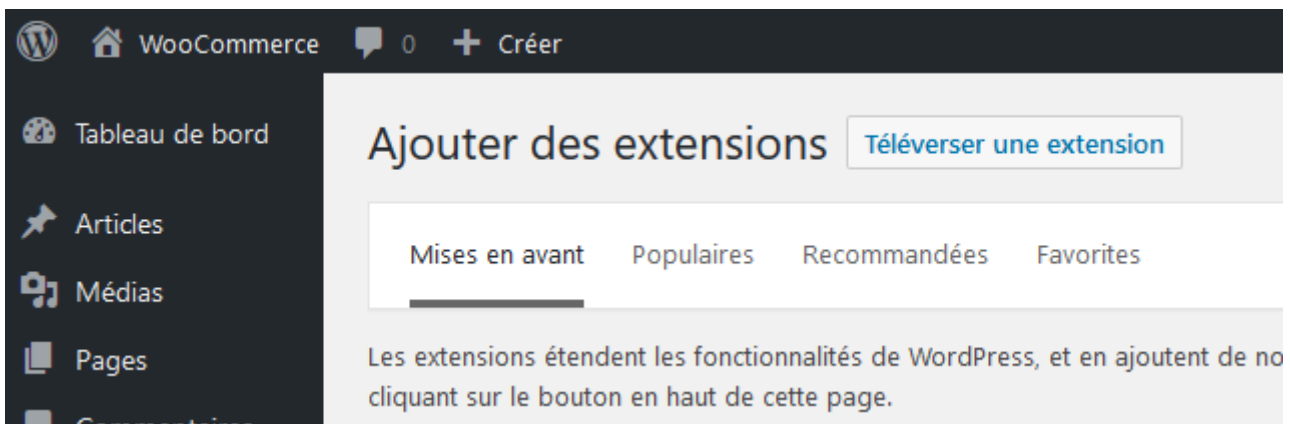 WooCommerce 0 Créer
Tableau de bord
Ajouter des extensions Téléverser une extension
Articles
Mises en avant Populaires Recommandées Favorites
Médias
Pages
Les extensions étendent les fonctionnalités de WordPress, et en ajoutent de no
cliquant sur le bouton en haut de cette page.